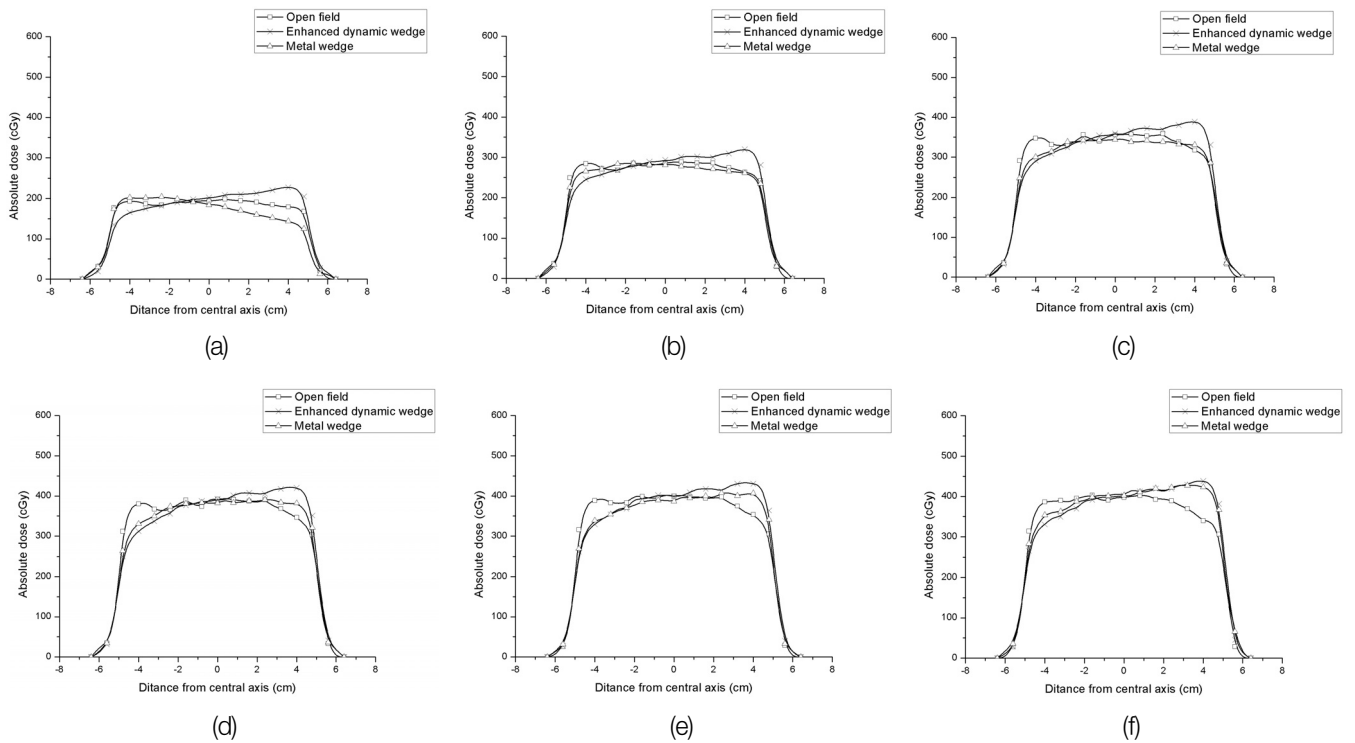 Open field
Enhanced dynamic wedge
Metal wedge
600
500
400
300
200
100
0
Absolute dose (cGy)
-8 -6 -4 -2 0 2 4 6 8
Ditance from central axis (cm)
(a)
Open field
Enhanced dynamic wedge
Metal wedge
600
500
400
300
200
100
0
Absolute dose (cGy)
-8 -6 -4 -2 0 2 4 6 8
Ditance from central axis (cm)
(b)
Open field
Enhanced dynamic wedge
Metal wedge
600
500
400
300
200
100
0
Absolute dose (cGy)
-8 -6 -4 -2 0 2 4 6 8
Ditance from central axis (cm)
(c)
Open field
Enhanced dynamic wedge
Metal wedge
600
500
400
300
200
100
0
Absolute dose (cGy)
-8 -6 -4 -2 0 2 4 6 8
Ditance from central axis (cm)
(d)
Open field
Enhanced dynamic wedge
Metal wedge
600
500
400
300
200
100
0
Absolute dose (cGy)
-8 -6 -4 -2 0 2 4 6 8
Ditance from central axis (cm)
(e)
Open field
Enhanced dynamic wedge
Metal wedge
600
500
400
300
200
100
0
Absolute dose (cGy)
-8 -6 -4 -2 0 2 4 6 8
Ditance from central axis (cm)
(f)